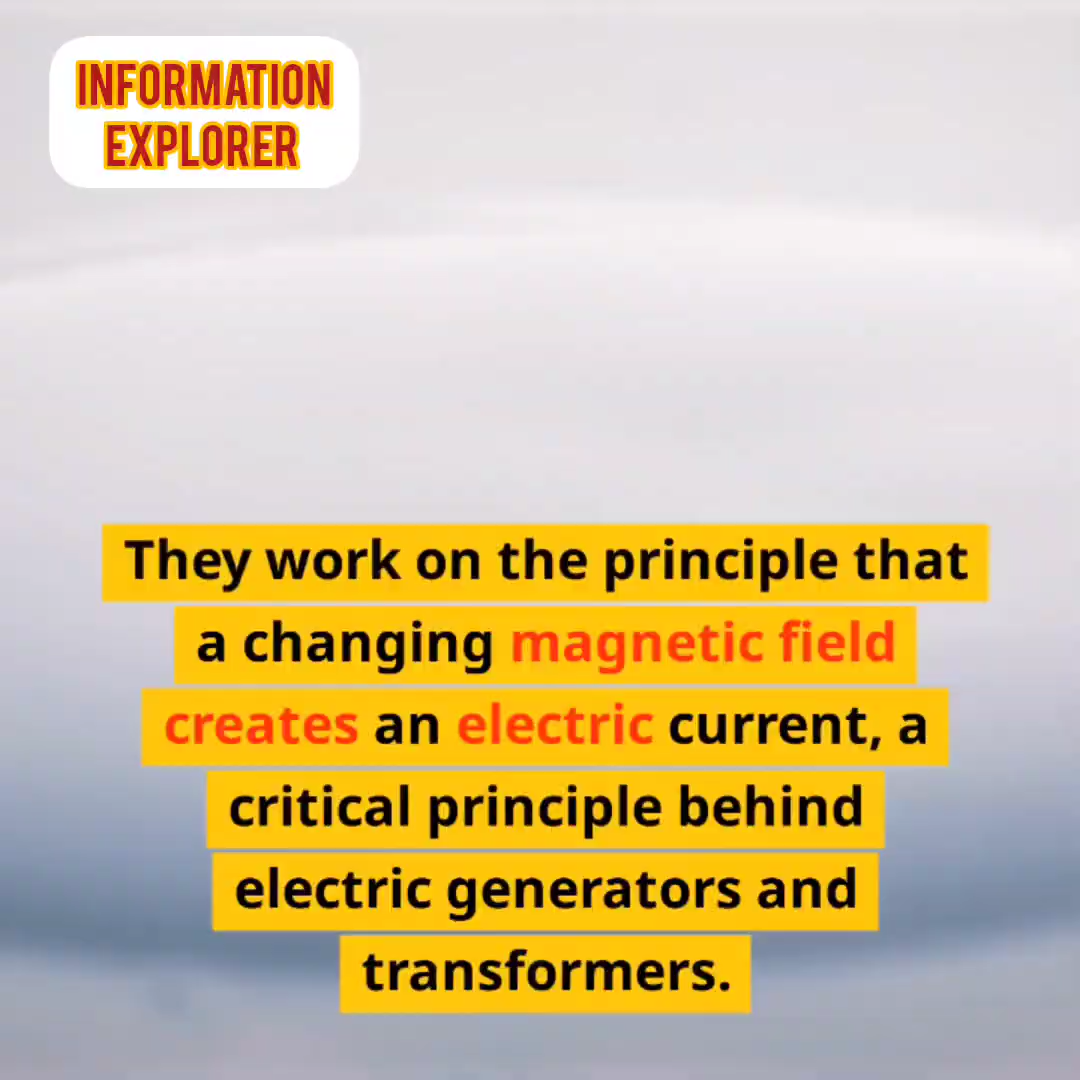 INFORMATION
EXPLORER
They work on the principle that
a changing magnetic field
creates an electric current, a
critical principle behind
electric generators and
transformers.